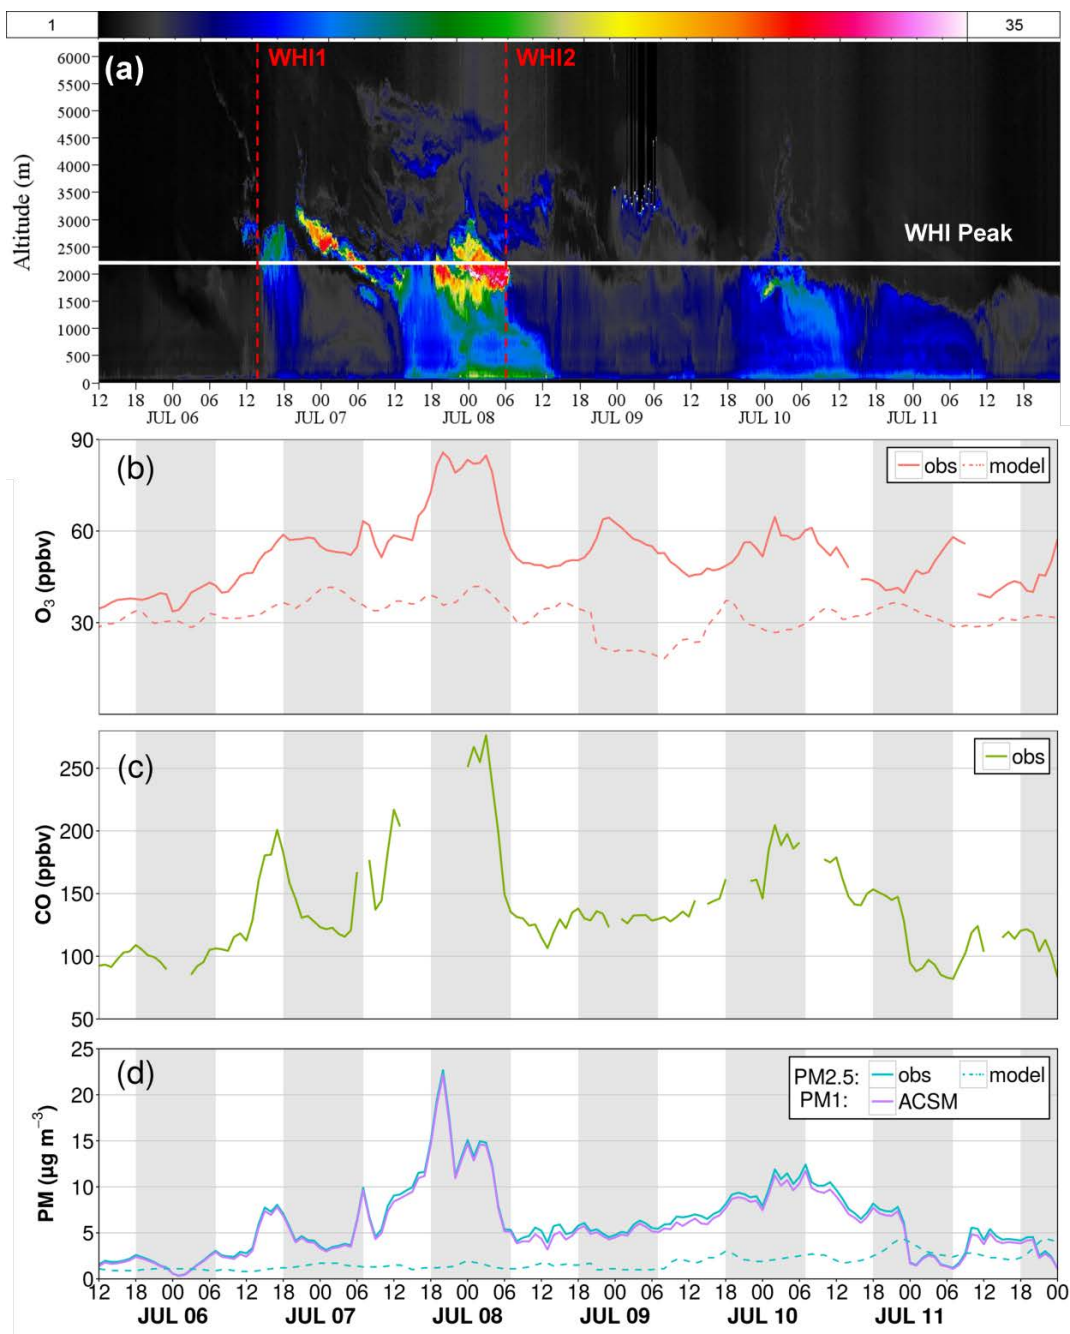 1 35
(a) WHI1 WHI2
6000
5500
5000
4500
4000
3500
3000
2500
2000
1500
1000
500
0
Altitude (m)
WHI Peak
12 18 00 06 12 18 00 06 12 18 00 06 12 18 00 06 12 18 00 06 12 18 00 06 12 18
JUL 06 JUL 07 JUL 08 JUL 09 JUL 10 JUL 11
(b)
obs model
90
60
30
O3 (ppbv)
(c)
obs
250
200
150
100
50
CO (ppbv)
(d)
PM2.5: obs model
PM1: ACSM
25
20
15
10
5
0
PM (μg m−3)
12 18 00 06 12 18 00 06 12 18 00 06 12 18 00 06 12 18 00 06 12 18 00 06 12 18 00
JUL 06 JUL 07 JUL 08 JUL 09 JUL 10 JUL 11